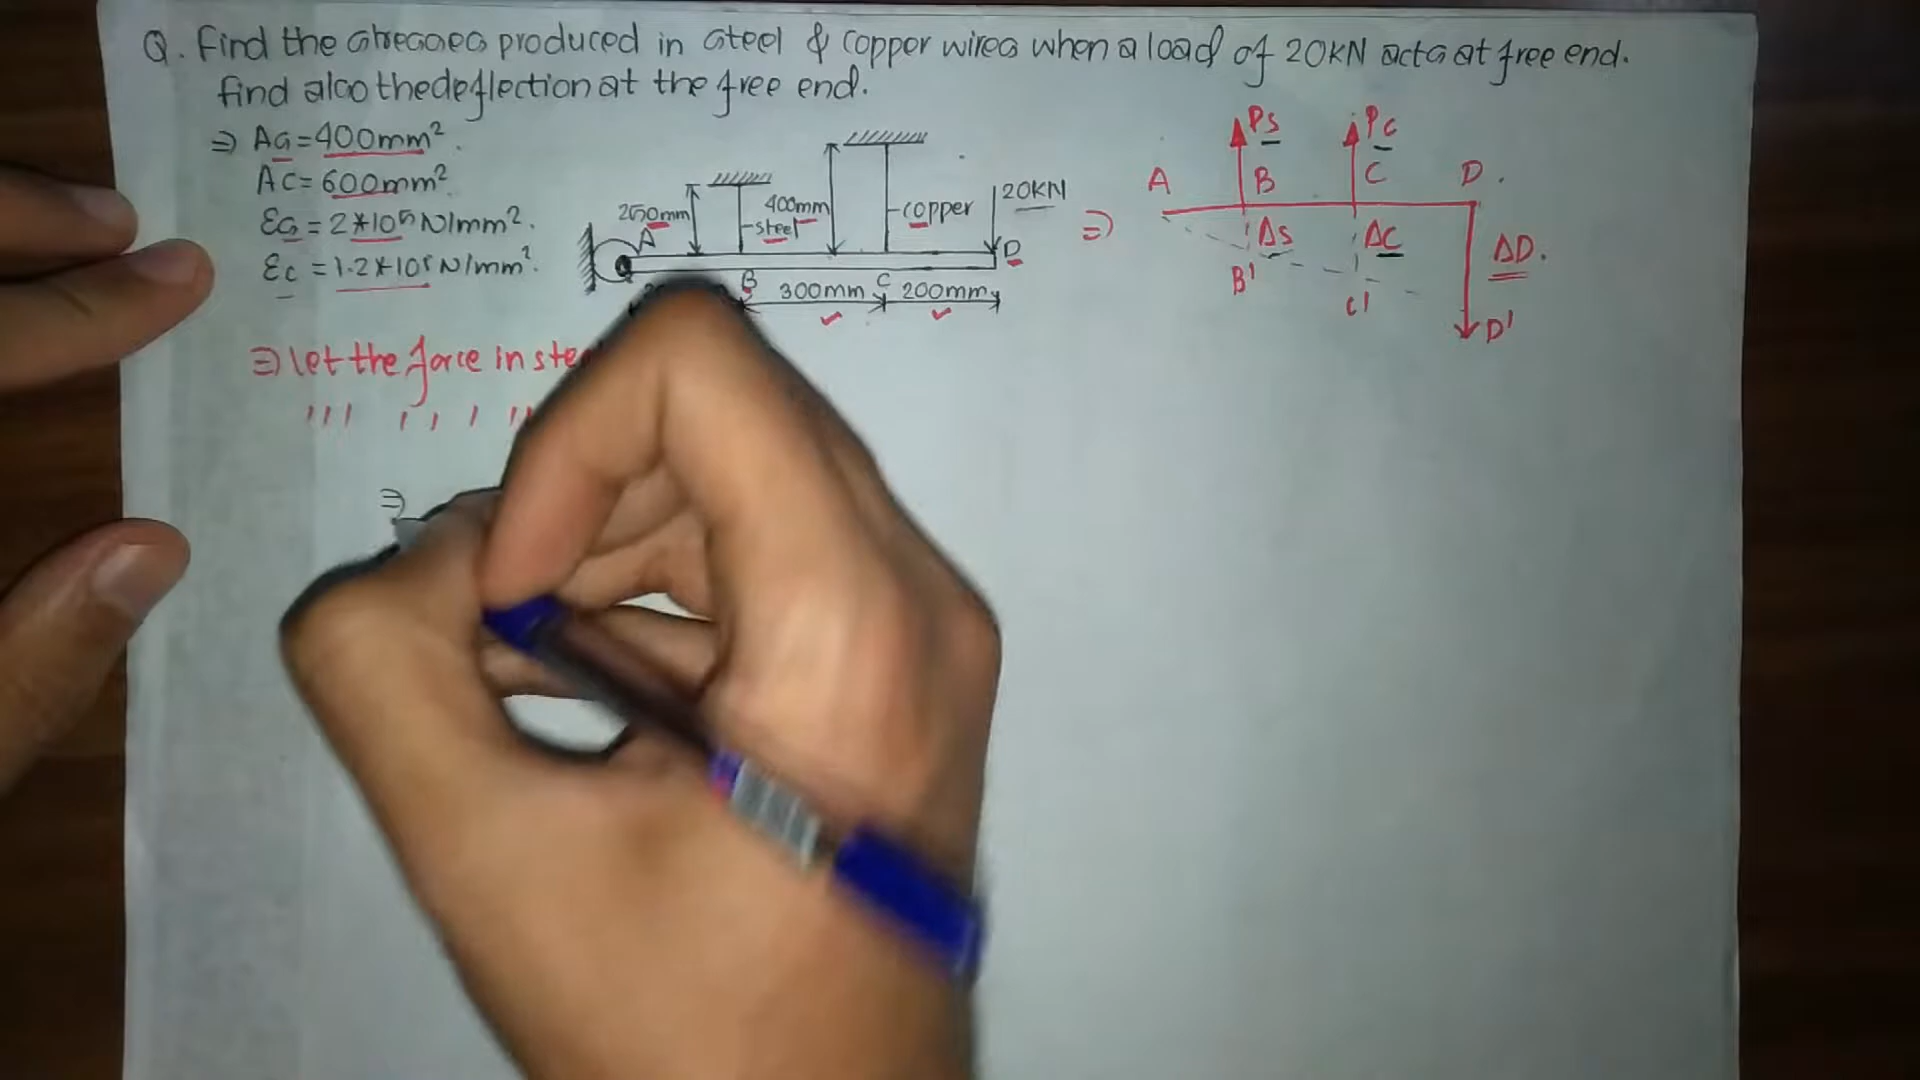 Q. Find the stresses produced in steel & copper wires when a load of 20KN acts at free end.
find also the deflection at the free end.
⇒ As=400mm².
Ac=600mm²
Es = 2*10⁵ N/mm².
Ec = 1.2*10⁵ N/mm².
250mm
A
steel
400mm
copper
20KN
D
B
300mm
C
200mm
⇒
Ps
Pc
A
B
C
D.
Δs
Δc
ΔD.
B'
C'
D'
⇒ let the force in
''' ' ' ' ''
⇒